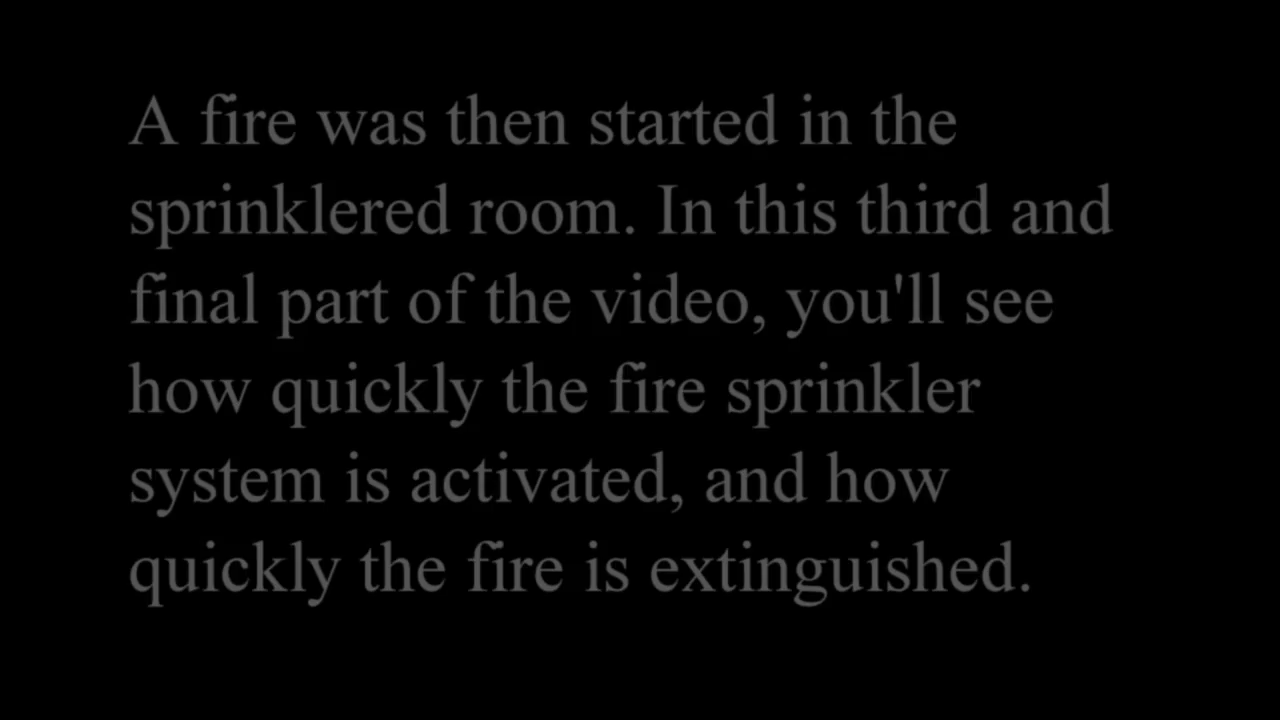 A fire was then started in the
sprinklered room. In this third and
final part of the video, you'll see
how quickly the fire sprinkler
system is activated, and how
quickly the fire is extinguished.